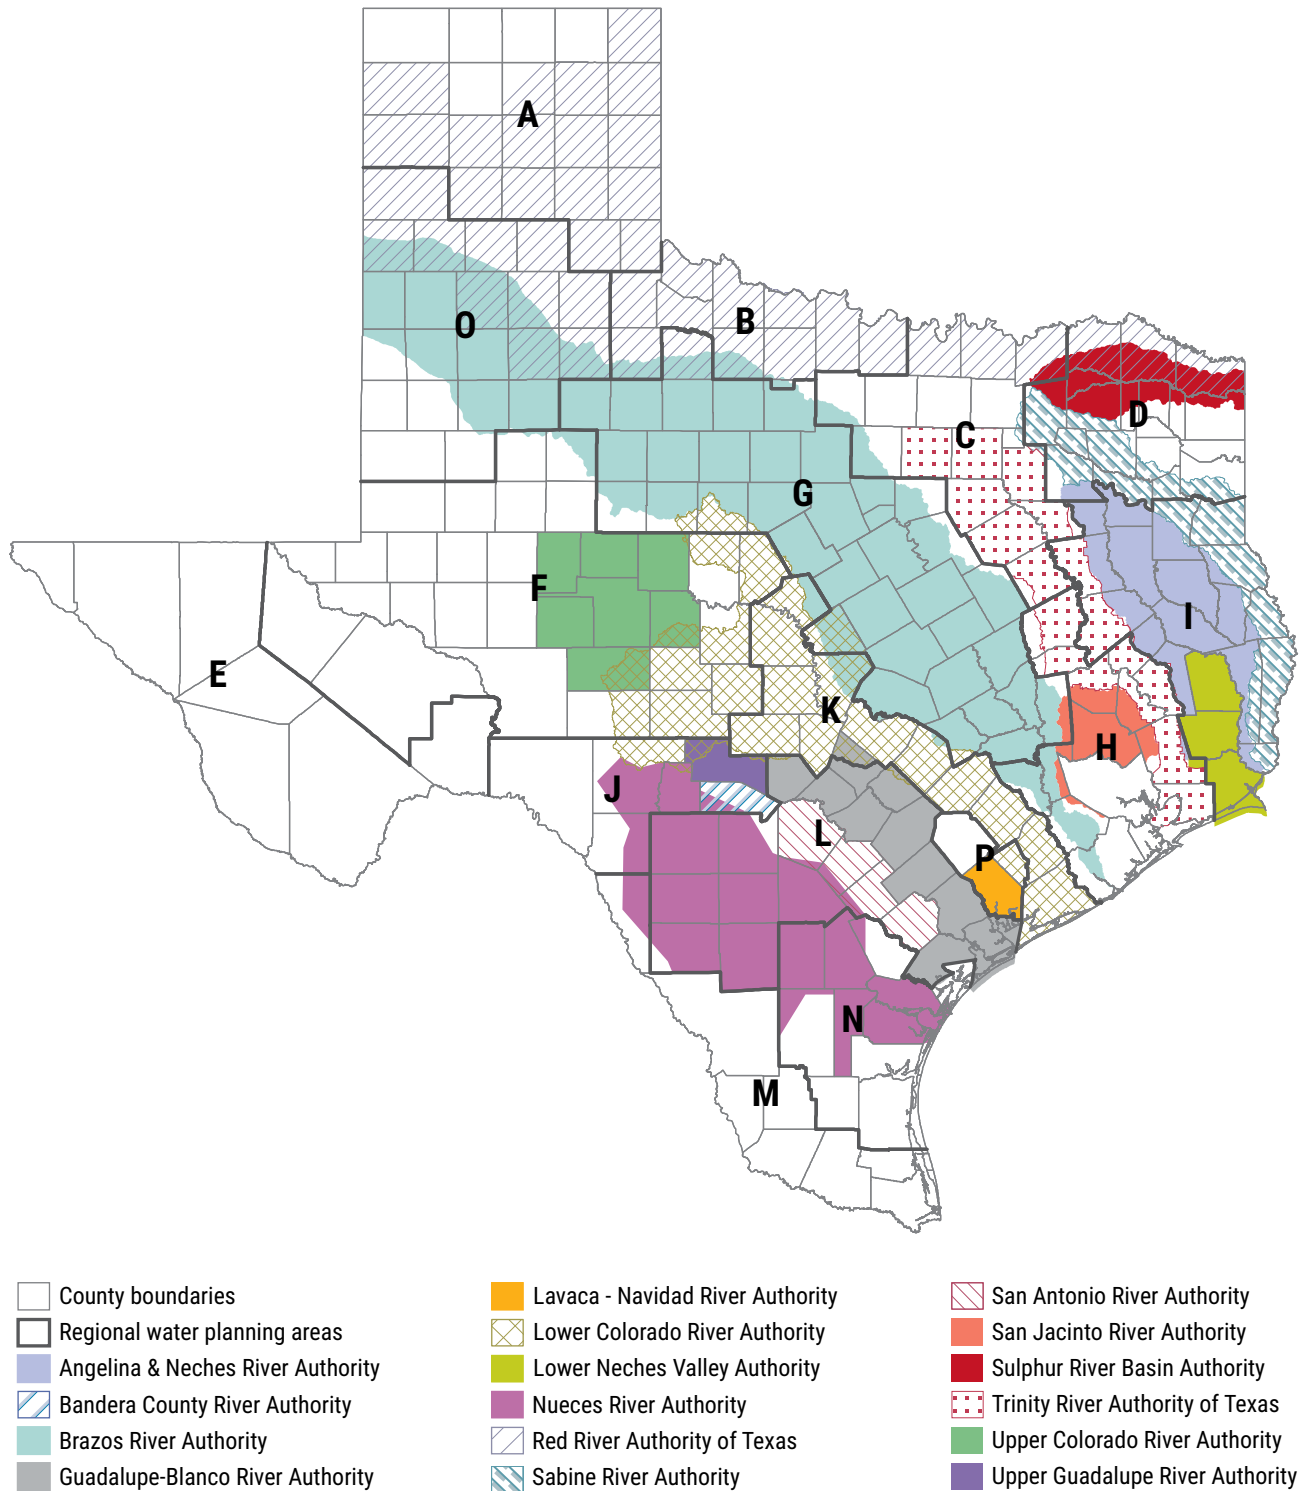 A
B
O
D
C
G
F
I
E
K
H
J
L
P
N
M
County boundaries
Regional water planning areas
Angelina & Neches River Authority
Bandera County River Authority
Brazos River Authority
Guadalupe-Blanco River Authority
Lavaca - Navidad River Authority
Lower Colorado River Authority
Lower Neches Valley Authority
Nueces River Authority
Red River Authority of Texas
Sabine River Authority
San Antonio River Authority
San Jacinto River Authority
Sulphur River Basin Authority
Trinity River Authority of Texas
Upper Colorado River Authority
Upper Guadalupe River Authority